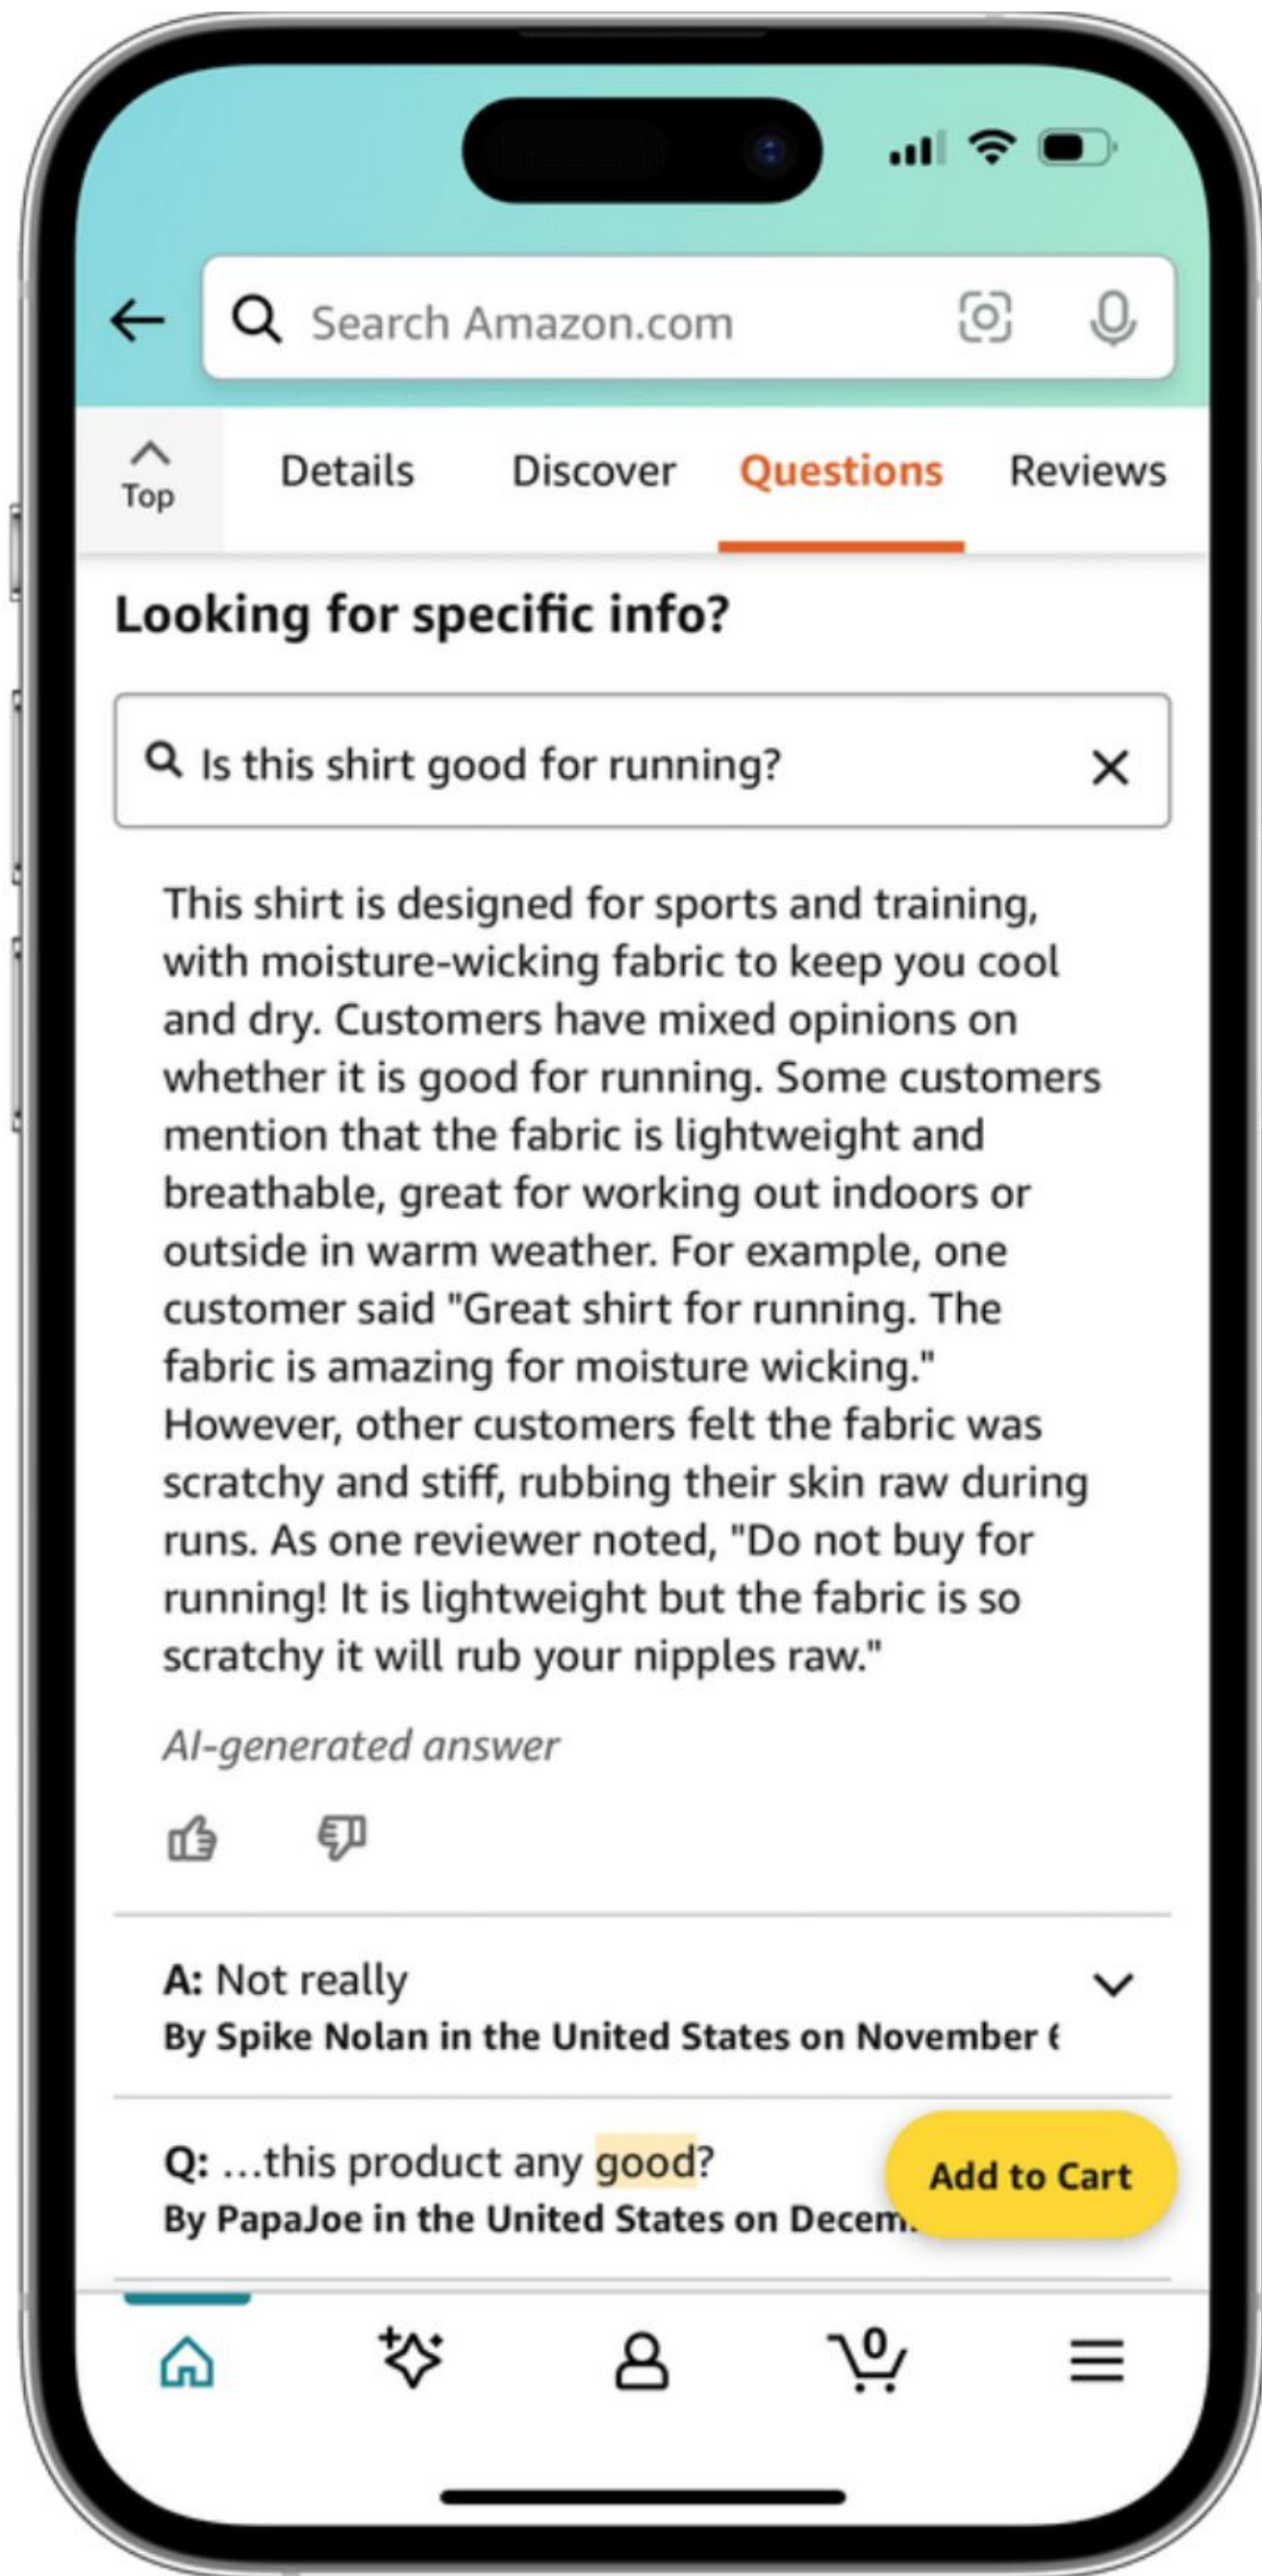 Search Amazon.com
Top
Details
Discover
Questions
Reviews
Looking for specific info?
Is this shirt good for running?
This shirt is designed for sports and training,
with moisture-wicking fabric to keep you cool
and dry. Customers have mixed opinions on
whether it is good for running. Some customers
mention that the fabric is lightweight and
breathable, great for working out indoors or
outside in warm weather. For example, one
customer said "Great shirt for running. The
fabric is amazing for moisture wicking."
However, other customers felt the fabric was
scratchy and stiff, rubbing their skin raw during
runs. As one reviewer noted, "Do not buy for
running! It is lightweight but the fabric is so
scratchy it will rub your nipples raw."
AI-generated answer
A: Not really
By Spike Nolan in the United States on November
Q: ...this product any good?
By PapaJoe in the United States on Decem
Add to Cart
0